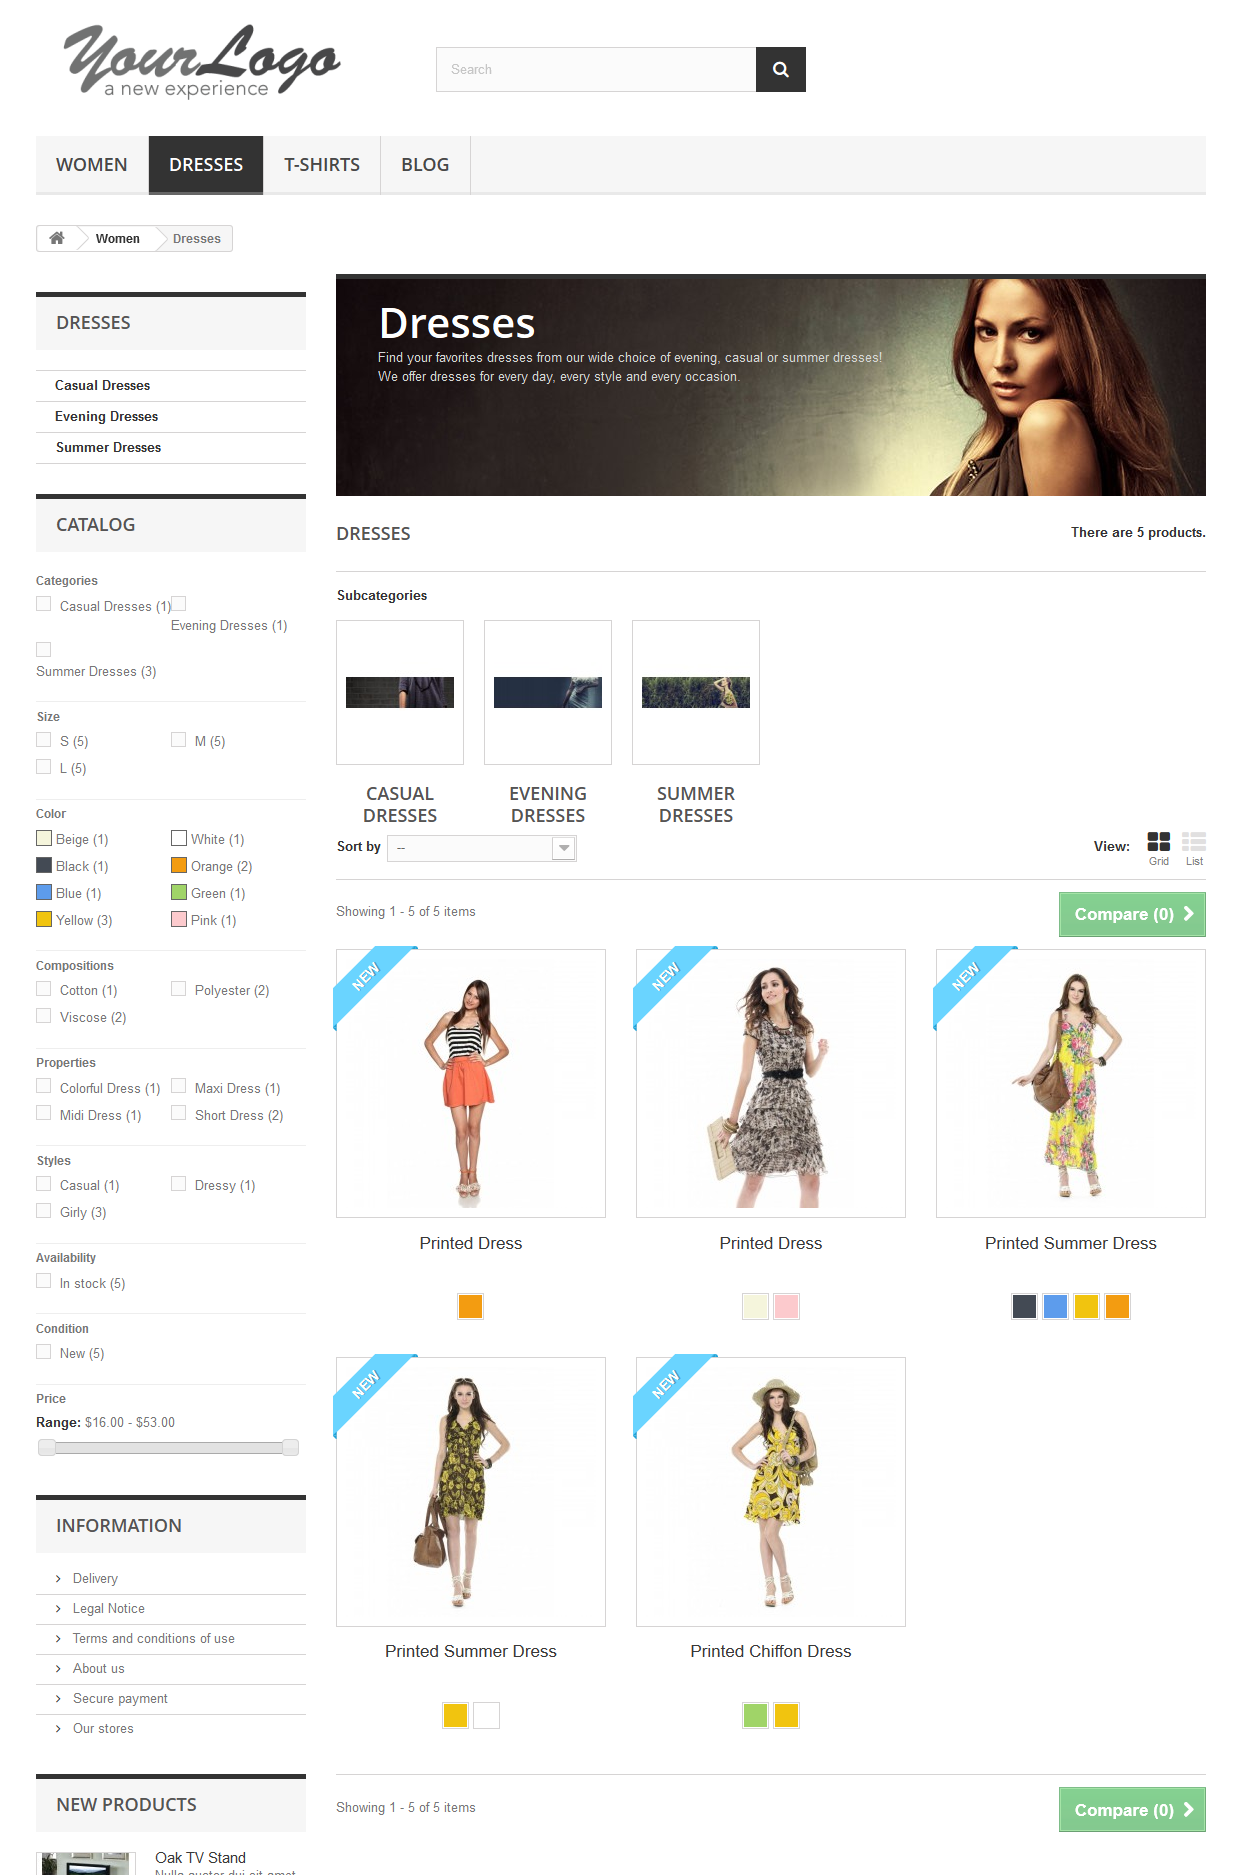 YourLogo
a new experience
Search
WOMEN
DRESSES
T-SHIRTS
BLOG
Women
Dresses
DRESSES
Casual Dresses
Evening Dresses
Summer Dresses
CATALOG
Categories
Casual Dresses (1)
Evening Dresses (1)
Summer Dresses (3)
Size
S (5)
M (5)
L (5)
Color
Beige (1)
White (1)
Black (1)
Orange (2)
Blue (1)
Green (1)
Yellow (3)
Pink (1)
Compositions
Cotton (1)
Polyester (2)
Viscose (2)
Properties
Colorful Dress (1)
Maxi Dress (1)
Midi Dress (1)
Short Dress (2)
Styles
Casual (1)
Dressy (1)
Girly (3)
Availability
In stock (5)
Condition
New (5)
Price
Range: $16.00 - $53.00
INFORMATION
Delivery
Legal Notice
Terms and conditions of use
About us
Secure payment
Our stores
NEW PRODUCTS
Oak TV Stand
Nulla auctor dui sit amet
Dresses
Find your favorites dresses from our wide choice of evening, casual or summer dresses!
We offer dresses for every day, every style and every occasion.
DRESSES
There are 5 products.
Subcategories
CASUAL
DRESSES
EVENING
DRESSES
SUMMER
DRESSES
Sort by
--
View:
Grid
List
Showing 1 - 5 of 5 items
Compare (0)
NEW
NEW
NEW
Printed Dress
Printed Dress
Printed Summer Dress
NEW
NEW
Printed Summer Dress
Printed Chiffon Dress
Showing 1 - 5 of 5 items
Compare (0)